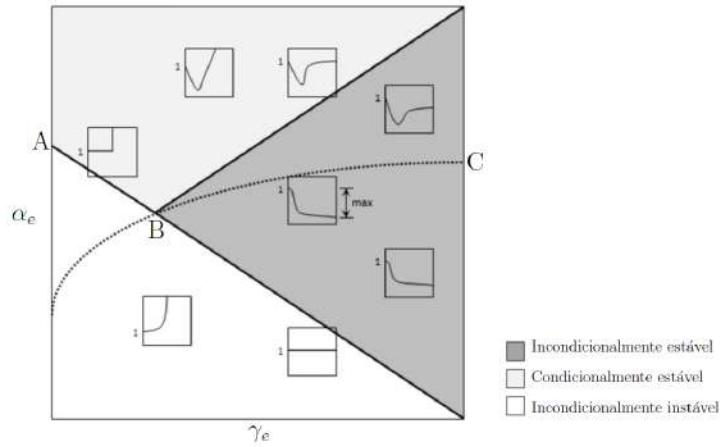 1
1
1
A
1
1
C
max
α_e
B
1
1
1
Incondicionalmente estável
Condicionalmente estável
Incondicionalmente instável
γ_e